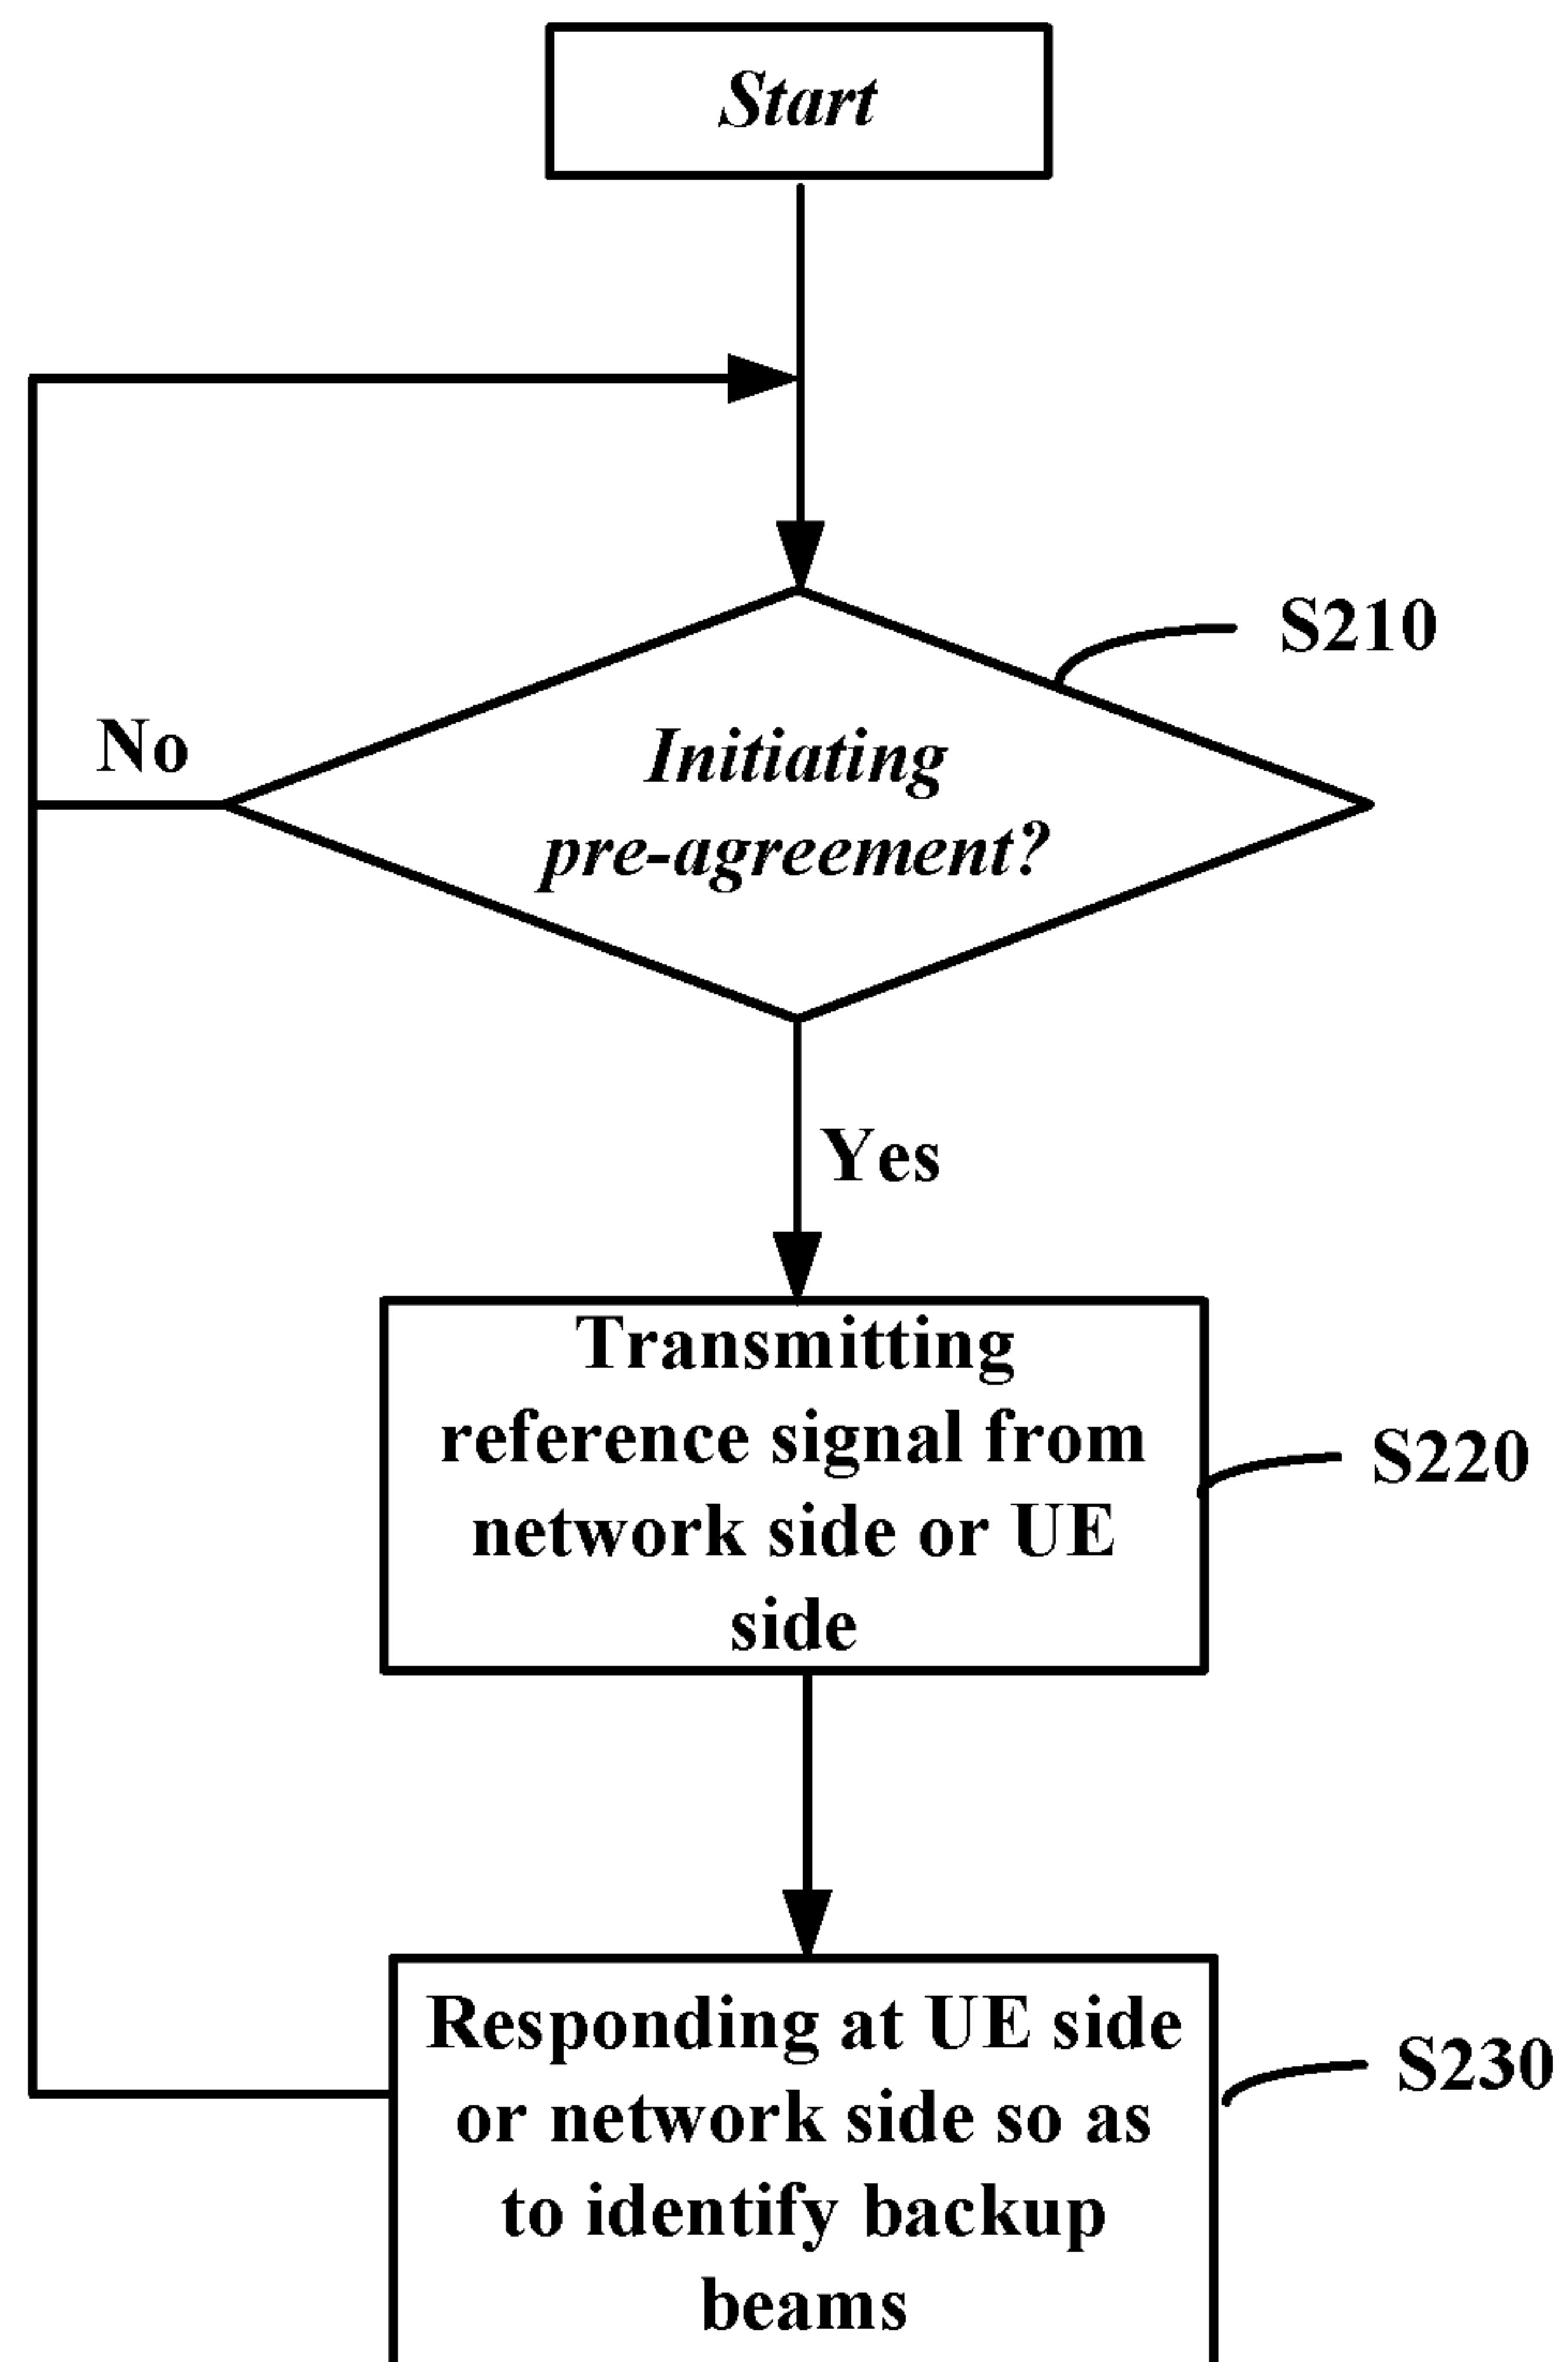 Start
S210
No
Initiating
pre-agreement?
Yes
Transmitting
reference signal from
network side or UE
side
S220
Responding at UE side
or network side so as
to identify backup
beams
S230